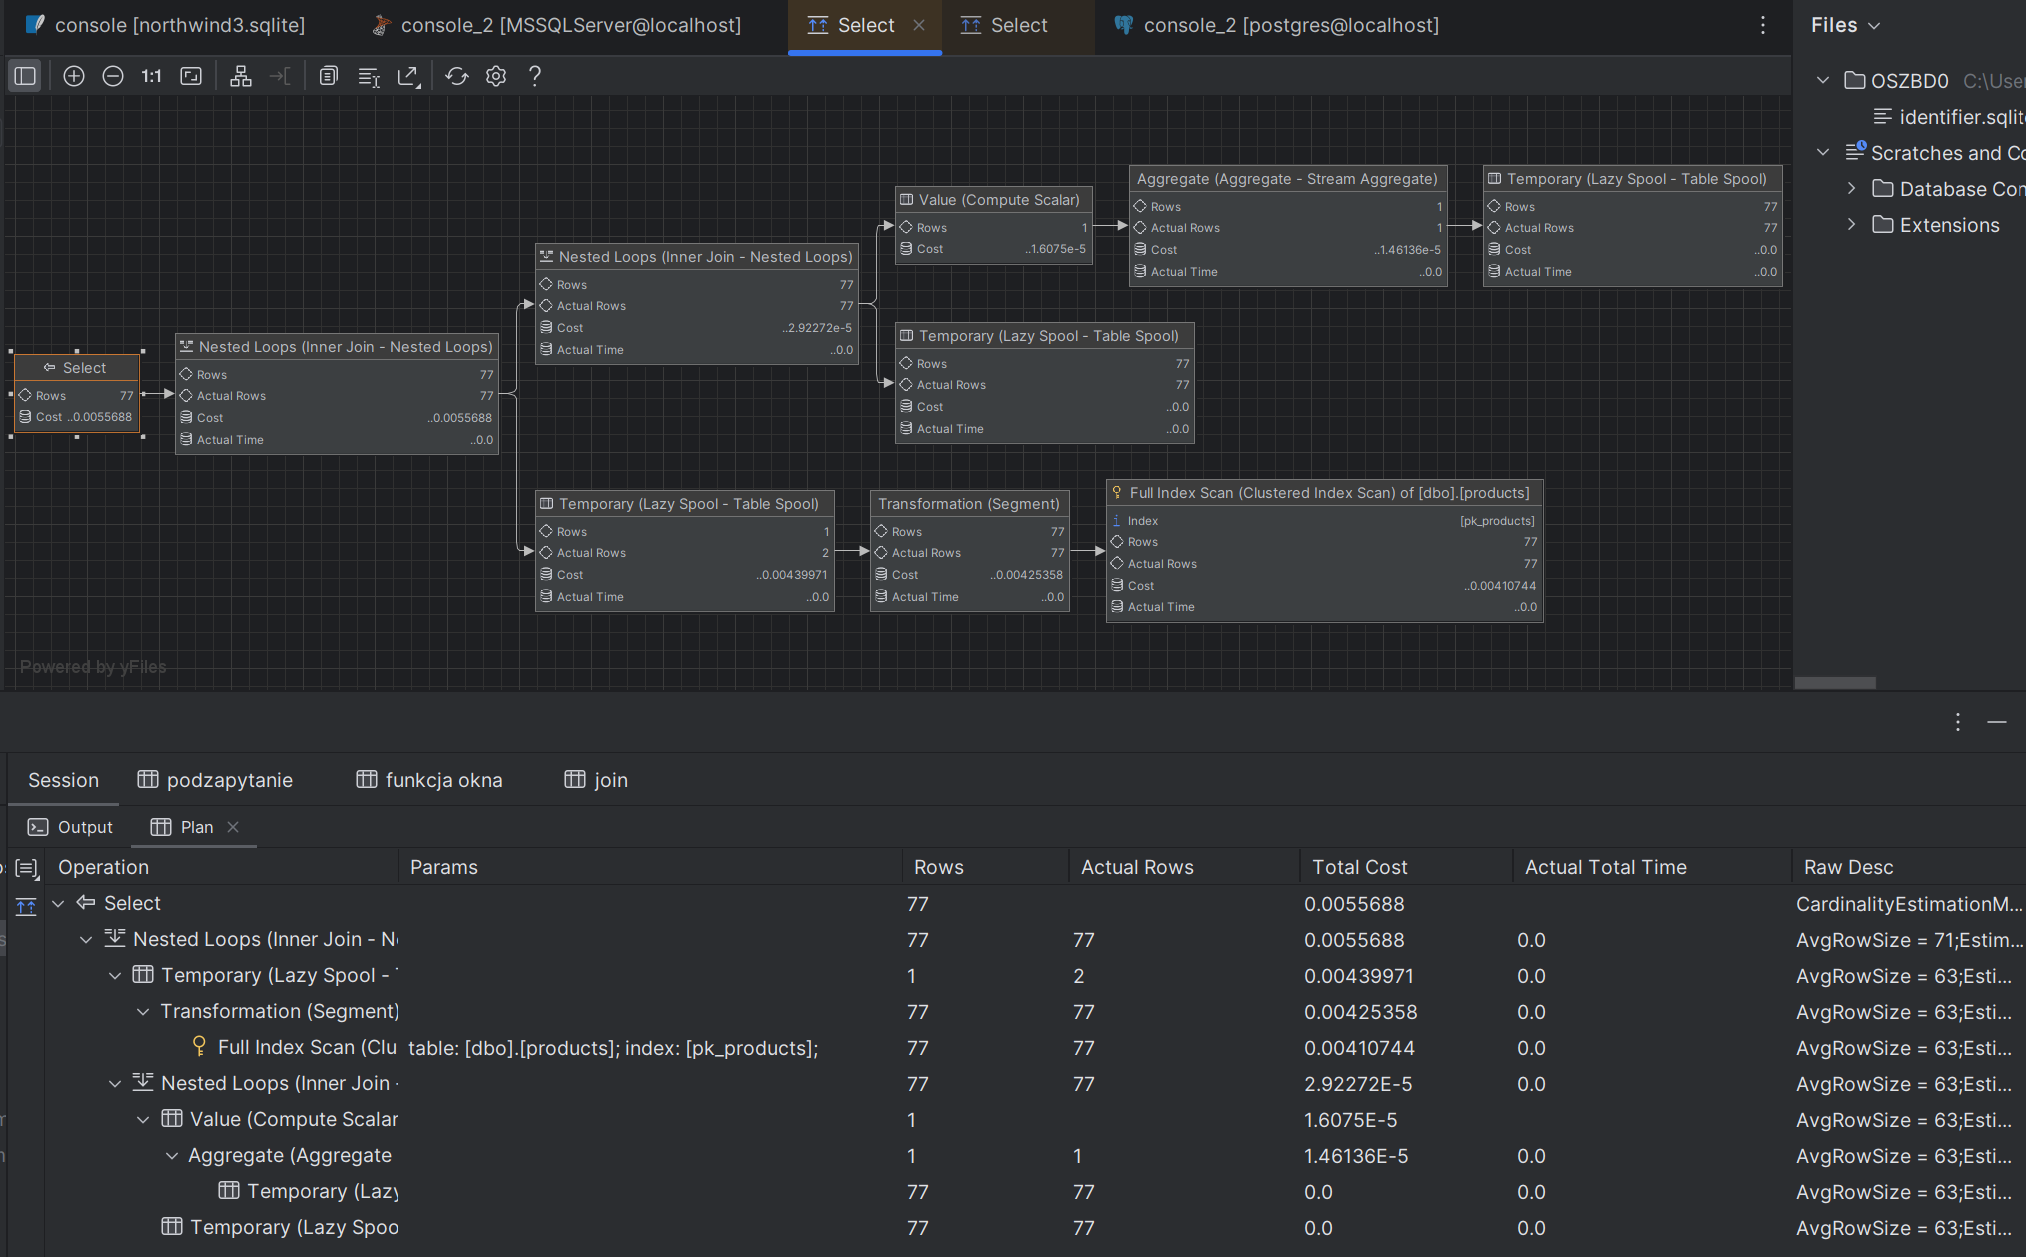 console [northwind3.sqlite]
console_2 [MSSQLServer@localhost]
Select
Select
console_2 [postgres@localhost]
Files
1:1
?
OSZBD0 C:\User
identifier.sqlite
Scratches and Co
Database Con
Extensions
Select
Rows 77
Cost ..0.0055688
Nested Loops (Inner Join - Nested Loops)
Rows 77
Actual Rows 77
Cost ..0.0055688
Actual Time ..0.0
Nested Loops (Inner Join - Nested Loops)
Rows 77
Actual Rows 77
Cost ..2.92272e-5
Actual Time ..0.0
Value (Compute Scalar)
Rows 1
Cost ..1.6075e-5
Aggregate (Aggregate - Stream Aggregate)
Rows 1
Actual Rows 1
Cost ..1.46136e-5
Actual Time ..0.0
Temporary (Lazy Spool - Table Spool)
Rows 77
Actual Rows 77
Cost ..0.0
Actual Time ..0.0
Temporary (Lazy Spool - Table Spool)
Rows 77
Actual Rows 77
Cost ..0.0
Actual Time ..0.0
Temporary (Lazy Spool - Table Spool)
Rows 1
Actual Rows 2
Cost ..0.00439971
Actual Time ..0.0
Transformation (Segment)
Rows 77
Actual Rows 77
Cost ..0.00425358
Actual Time ..0.0
Full Index Scan (Clustered Index Scan) of [dbo].[products]
Index [pk_products]
Rows 77
Actual Rows 77
Cost ..0.00410744
Actual Time ..0.0
Powered by yFiles
Session
podzapytanie
funkcja okna
join
Output
Plan
Operation Params Rows Actual Rows Total Cost Actual Total Time Raw Desc
Select 77 0.0055688 CardinalityEstimationM...
Nested Loops (Inner Join - Ne 77 77 0.0055688 0.0 AvgRowSize = 71;Estim...
Temporary (Lazy Spool - 1 2 0.00439971 0.0 AvgRowSize = 63;Esti...
Transformation (Segment) 77 77 0.00425358 0.0 AvgRowSize = 63;Esti...
Full Index Scan (Clu table: [dbo].[products]; index: [pk_products]; 77 77 0.00410744 0.0 AvgRowSize = 63;Esti...
Nested Loops (Inner Join - 77 77 2.92272E-5 0.0 AvgRowSize = 63;Esti...
Value (Compute Scalar 1 1.6075E-5 AvgRowSize = 63;Esti...
Aggregate (Aggregate 1 1 1.46136E-5 0.0 AvgRowSize = 63;Esti...
Temporary (Lazy 77 77 0.0 0.0 AvgRowSize = 63;Esti...
Temporary (Lazy Spoo 77 77 0.0 0.0 AvgRowSize = 63;Esti...